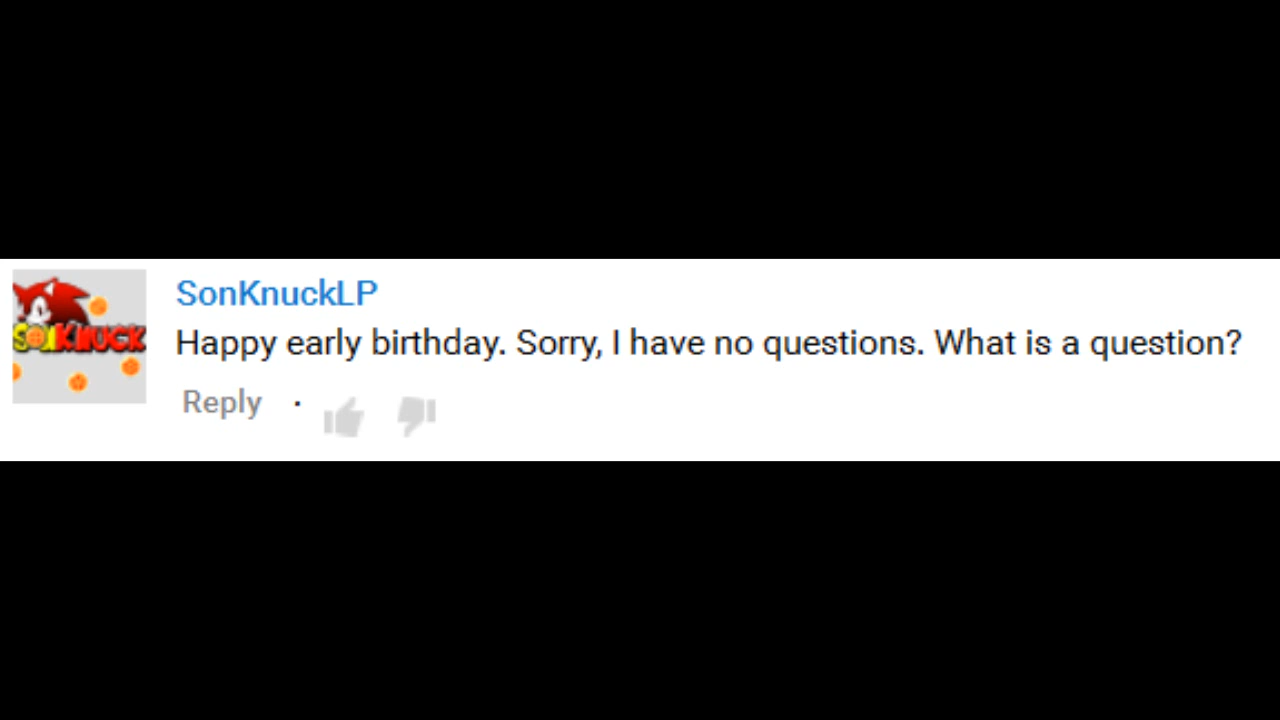 SonKnuckLP
SONKNUCK
Happy early birthday. Sorry, I have no questions. What is a question?
Reply